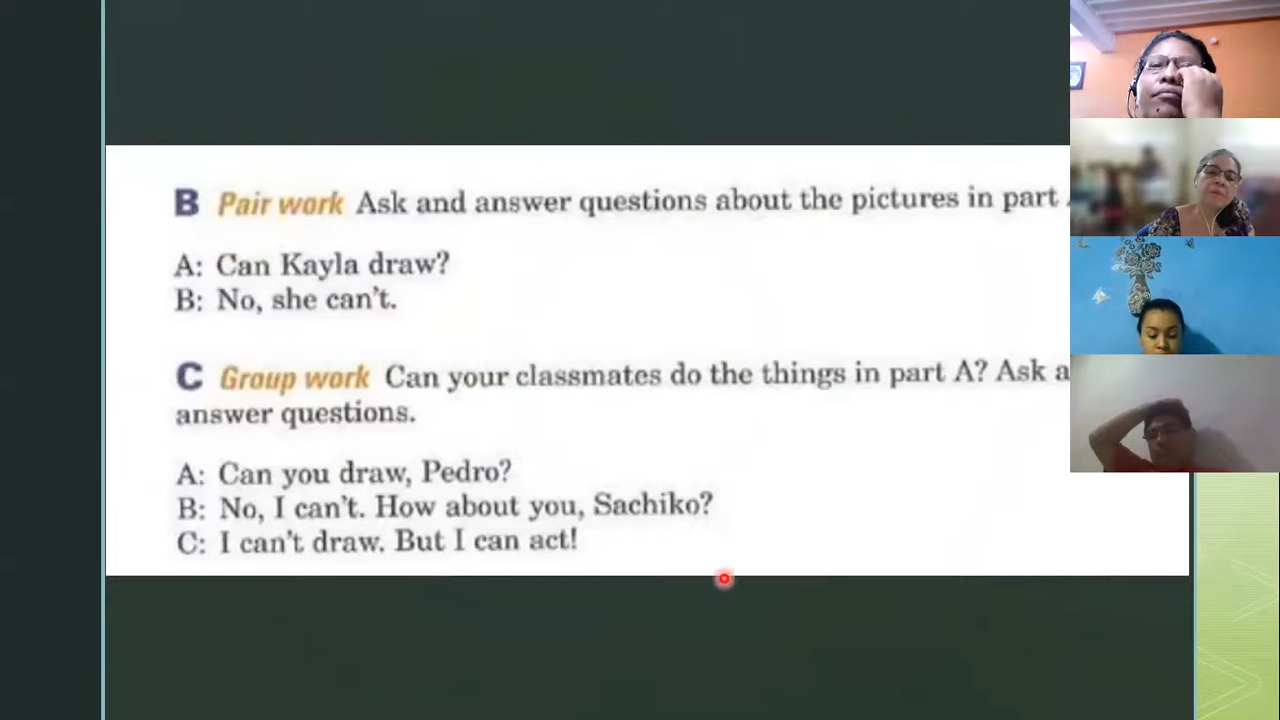 B Pair work Ask and answer questions about the pictures in part
A: Can Kayla draw?
B: No, she can't.
C Group work Can your classmates do the things in part A? Ask a
answer questions.
A: Can you draw, Pedro?
B: No, I can't. How about you, Sachiko?
C: I can't draw. But I can act!